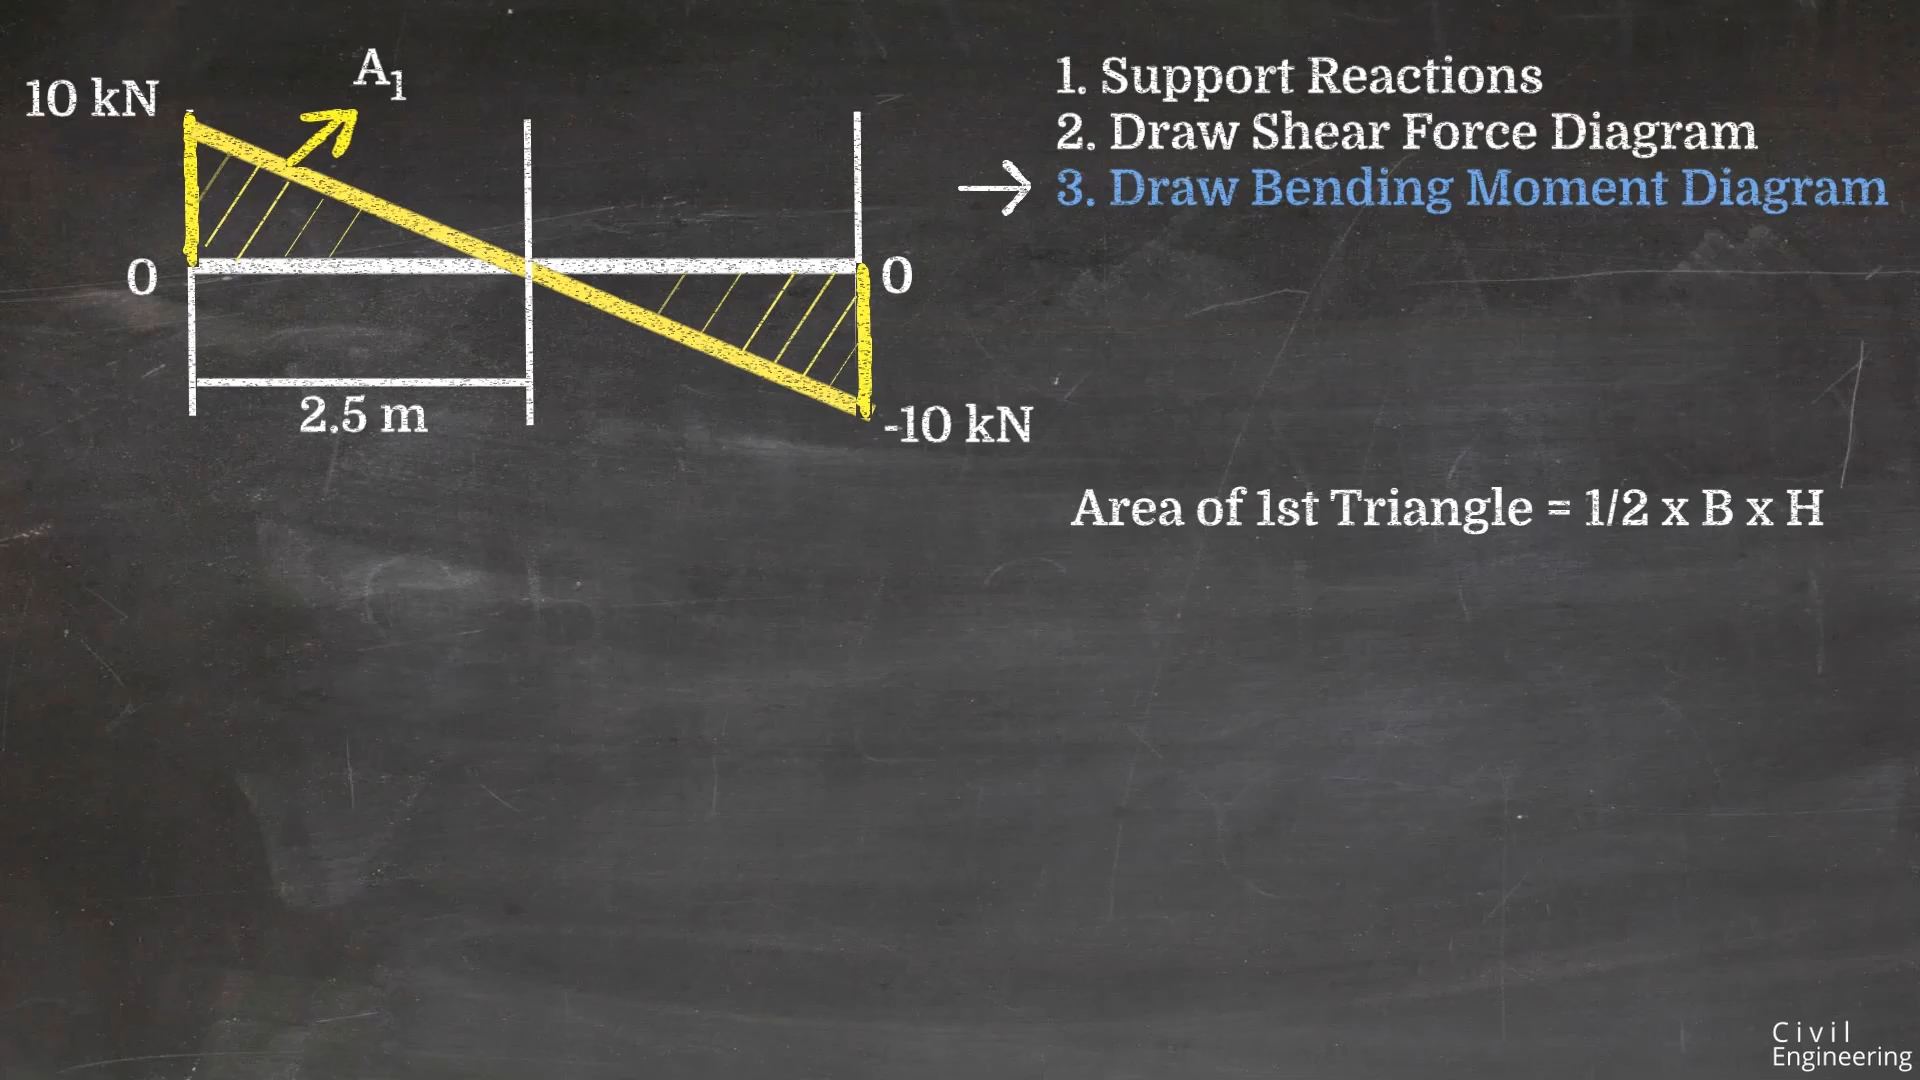 A1
10 kN
0
0
2.5 m
-10 kN
1. Support Reactions
2. Draw Shear Force Diagram
3. Draw Bending Moment Diagram
Area of 1st Triangle = 1/2 x B x H
Civil
Engineering